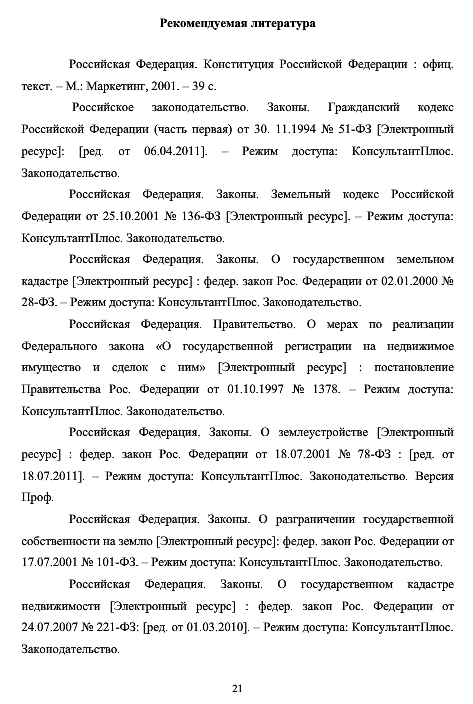 Рекомендуемая литература
Российская Федерация. Конституция Российской Федерации : офиц.
текст. – М.: Маркетинг, 2001. – 39 с.
Российское законодательство. Законы. Гражданский кодекс
Российской Федерации (часть первая) от 30. 11.1994 № 51-ФЗ [Электронный
ресурс]: [ред. от 06.04.2011]. – Режим доступа: КонсультантПлюс.
Законодательство.
Российская Федерация. Законы. Земельный кодекс Российской
Федерации от 25.10.2001 № 136-ФЗ [Электронный ресурс]. – Режим доступа:
КонсультантПлюс. Законодательство.
Российская Федерация. Законы. О государственном земельном
кадастре [Электронный ресурс] : федер. закон Рос. Федерации от 02.01.2000 №
28-ФЗ. – Режим доступа: КонсультантПлюс. Законодательство.
Российская Федерация. Правительство. О мерах по реализации
Федерального закона «О государственной регистрации на недвижимое
имущество и сделок с ним» [Электронный ресурс] : постановление
Правительства Рос. Федерации от 01.10.1997 № 1378. – Режим доступа:
КонсультантПлюс. Законодательство.
Российская Федерация. Законы. О землеустройстве [Электронный
ресурс] : федер. закон Рос. Федерации от 18.07.2001 № 78-ФЗ : [ред. от
18.07.2011]. – Режим доступа: КонсультантПлюс. Законодательство. Версия
Проф.
Российская Федерация. Законы. О разграничении государственной
собственности на землю [Электронный ресурс]: федер. закон Рос. Федерации от
17.07.2001 № 101-ФЗ. – Режим доступа: КонсультантПлюс. Законодательство.
Российская Федерация. Законы. О государственном кадастре
недвижимости [Электронный ресурс] : федер. закон Рос. Федерации от
24.07.2007 № 221-ФЗ: [ред. от 01.03.2010]. – Режим доступа: КонсультантПлюс.
Законодательство.
21